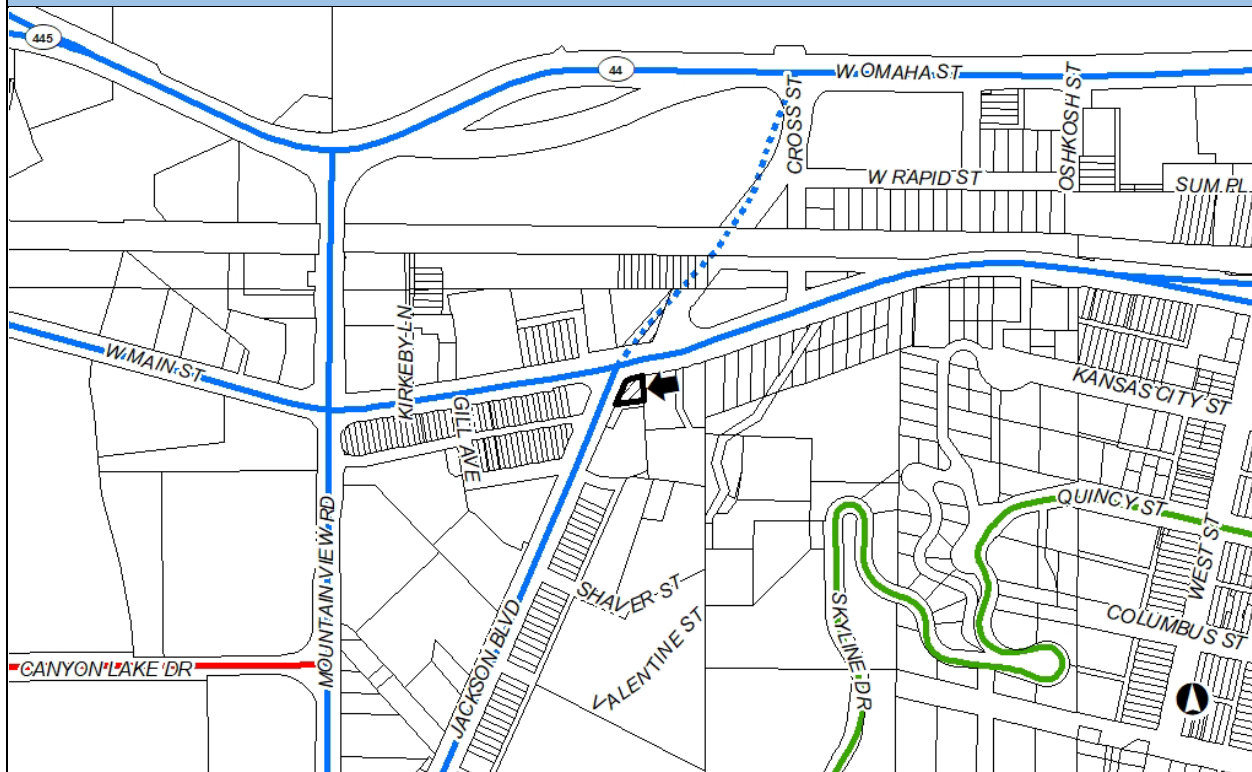 445
44
W OMAHA ST
CROSS ST
OSHKOSH ST
W RAPID ST
SUM PL
W MAIN ST
KIRKEBY LN
GILL AVE
KANSAS CITY ST
QUINCY ST
WEST ST
MOUNTAIN VIEW RD
SHAVER ST
COLUMBUS ST
SKYLINE DR
VALENTINE ST
JACKSON BLVD
CANYON LAKE DR